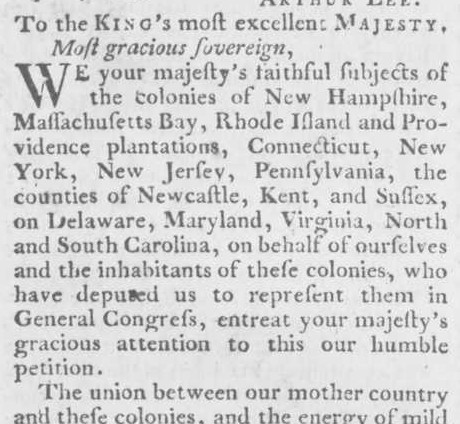 ARTHUR LEE.
To the KING's moſt excellent MAJESTY,
Moſt gracious ſovereign,
WE your majeſty's faithful ſubjects of
the colonies of New Hampſhire,
Maſſachuſetts Bay, Rhode Iſland and Pro-
vidence plantations, Connecticut, New
York, New Jerſey, Pennſylvania, the
counties of Newcaſtle, Kent, and Suſſex,
on Delaware, Maryland, Virginia, North
and South Carolina, on behalf of ourſelves
and the inhabitants of theſe colonies, who
have deputed us to repreſent them in
General Congreſs, entreat your majeſty's
gracious attention to this our humble
petition.
The union between our mother country
and theſe colonies, and the energy of mild